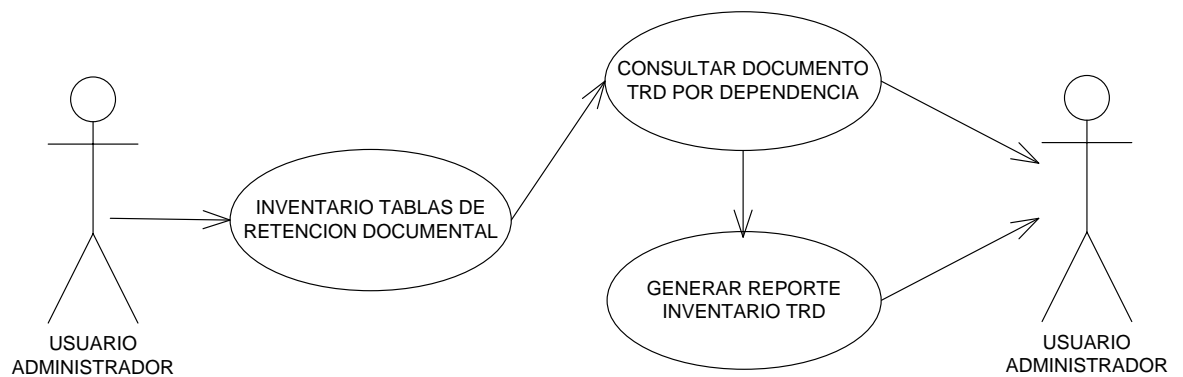 CONSULTAR DOCUMENTO
TRD POR DEPENDENCIA
INVENTARIO TABLAS DE
RETENCION DOCUMENTAL
GENERAR REPORTE
INVENTARIO TRD
USUARIO
ADMINISTRADOR
USUARIO
ADMINISTRADOR